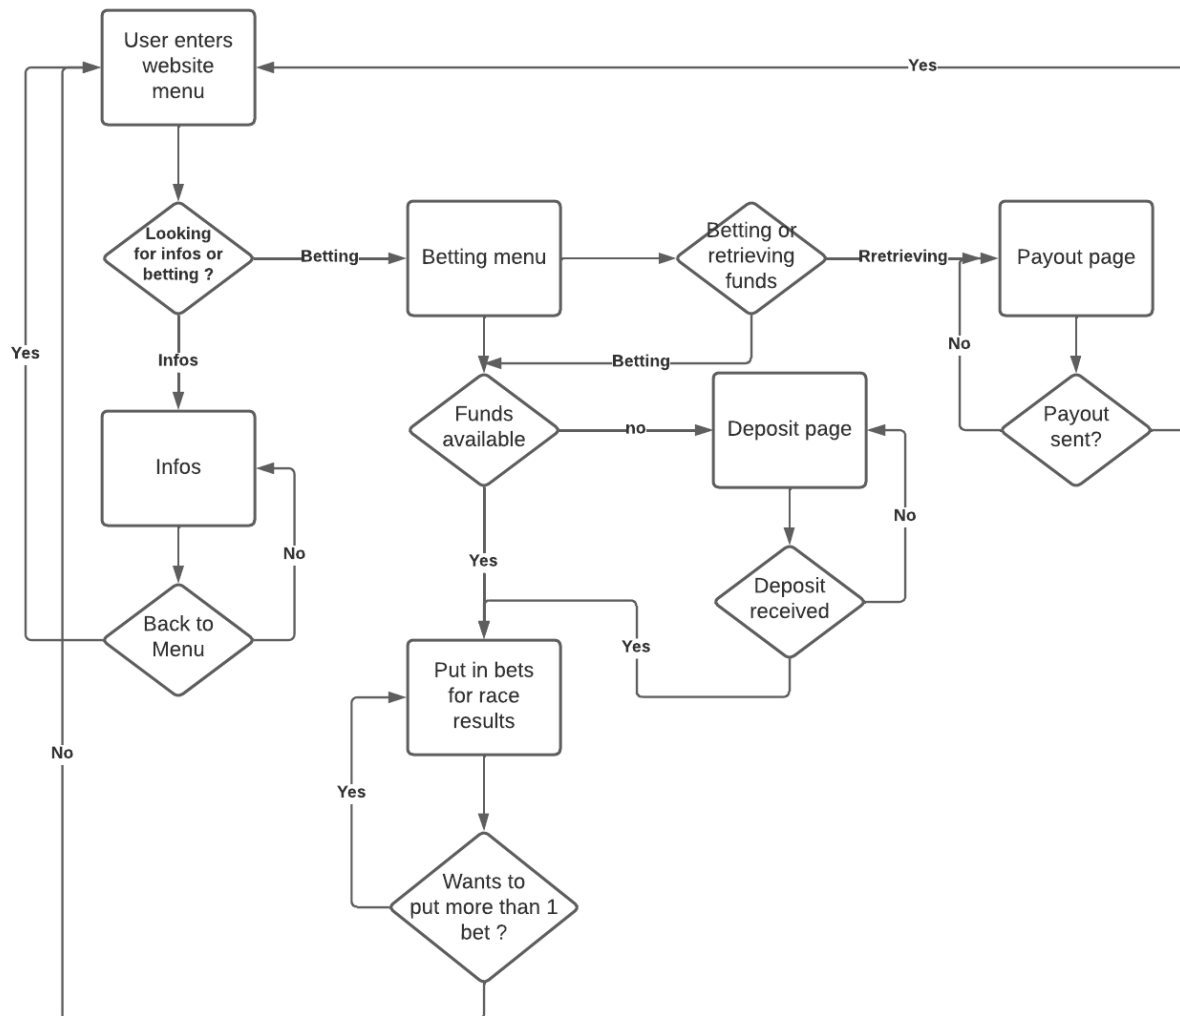 User enters
website
menu
Yes
Looking
for infos or
betting ?
Betting
Betting menu
Betting or
retrieving
funds
Rretrieving
Payout page
Yes
Infos
Betting
No
Funds
available
no
Deposit page
Payout
sent?
Infos
No
No
Yes
Deposit
received
Back to
Menu
Yes
Put in bets
for race
results
No
Yes
Wants to
put more than 1
bet ?